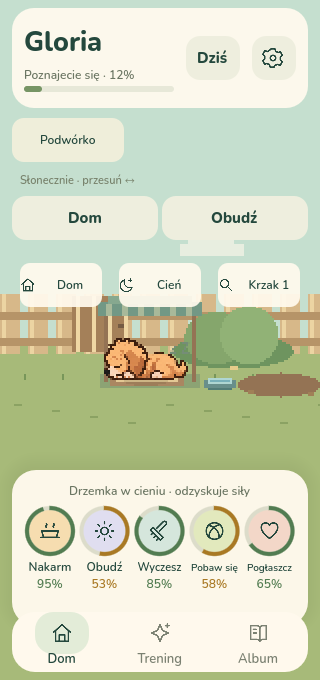 Gloria
Dziś
Poznajecie się · 12%
Podwórko
Słonecznie · przesuń ↔
Dom
Obudź
Dom
Cień
Krzak 1
Drzemka w cieniu · odzyskuje siły
Nakarm
Obudź
Wyczesz
Pobaw się
Pogłaszcz
95%
53%
85%
58%
65%
Dom
Trening
Album